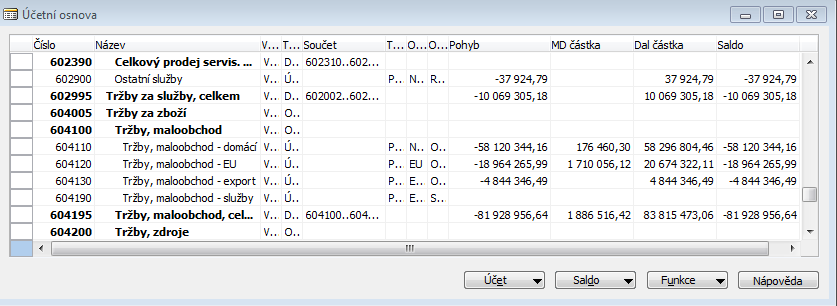 Účetní osnova
Číslo Název V... T... Součet T... O... O... Pohyb MD částka Dal částka Saldo
602390 Celkový prodej servis. ... V... D... 602310..602...
602900 Ostatní služby V... Ú... P... N... R... -37 924,79 37 924,79 -37 924,79
602995 Tržby za služby, celkem V... D... 602002..602... -10 069 305,18 10 069 305,18 -10 069 305,18
604005 Tržby za zboží V... O...
604100 Tržby, maloobchod V... O...
604110 Tržby, maloobchod - domácí V... Ú... P... N... O... -58 120 344,16 176 460,30 58 296 804,46 -58 120 344,16
604120 Tržby, maloobchod - EU V... Ú... P... EU O... -18 964 265,99 1 710 056,12 20 674 322,11 -18 964 265,99
604130 Tržby, maloobchod - export V... Ú... P... E... O... -4 844 346,49 4 844 346,49 -4 844 346,49
604190 Tržby, maloobchod - služby V... Ú... P... E... S...
604195 Tržby, maloobchod, cel... V... D... 604100..604... -81 928 956,64 1 886 516,42 83 815 473,06 -81 928 956,64
604200 Tržby, zdroje V... O...
Účet Saldo Funkce Nápověda